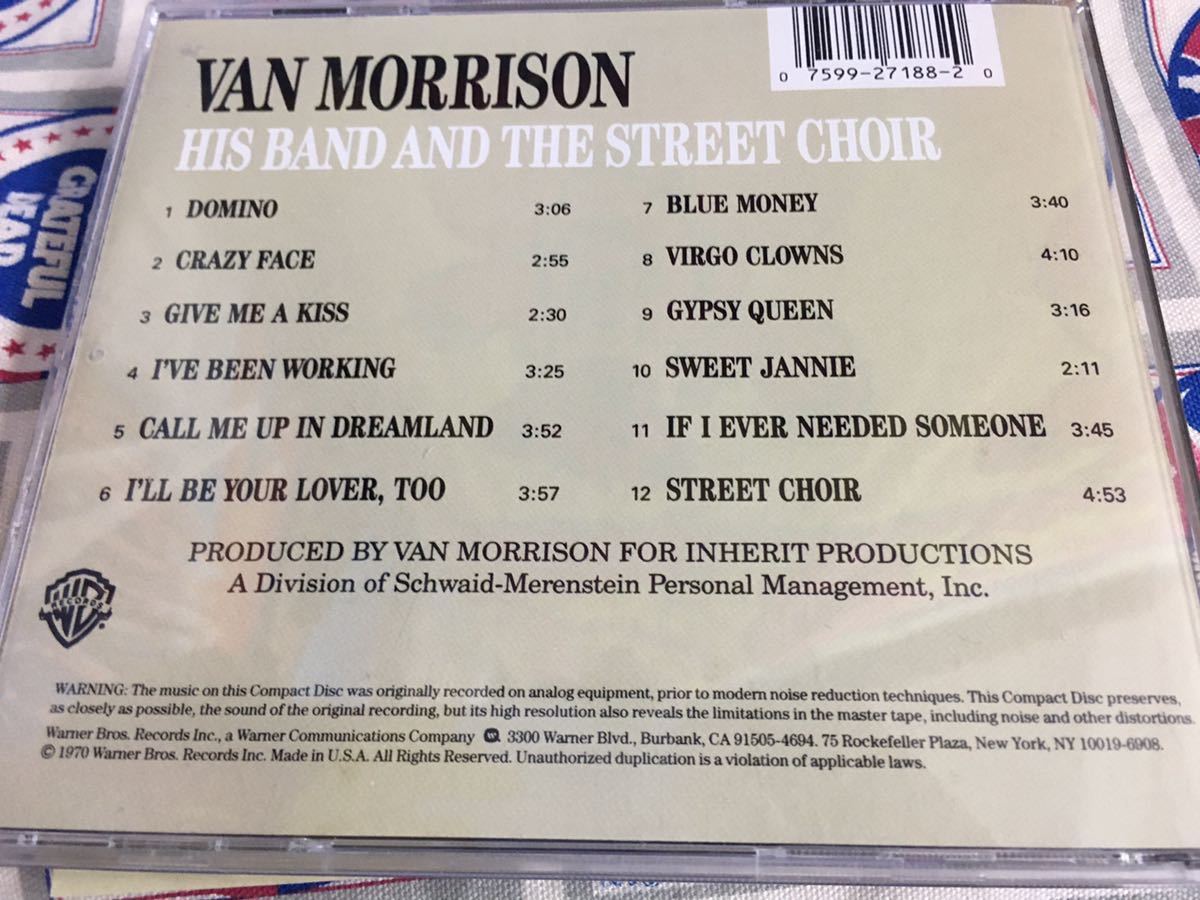 0 7599-27188-2 0
VAN MORRISON
HIS BAND AND THE STREET CHOIR
1 DOMINO 3:06
2 CRAZY FACE 2:55
3 GIVE ME A KISS 2:30
4 I'VE BEEN WORKING 3:25
5 CALL ME UP IN DREAMLAND 3:52
6 I'LL BE YOUR LOVER, TOO 3:57
7 BLUE MONEY 3:40
8 VIRGO CLOWNS 4:10
9 GYPSY QUEEN 3:16
10 SWEET JANNIE 2:11
11 IF I EVER NEEDED SOMEONE 3:45
12 STREET CHOIR 4:53
PRODUCED BY VAN MORRISON FOR INHERIT PRODUCTIONS
A Division of Schwaid-Merenstein Personal Management, Inc.
WB RECORDS
WARNING: The music on this Compact Disc was originally recorded on analog equipment, prior to modern noise reduction techniques. This Compact Disc preserves,
as closely as possible, the sound of the original recording, but its high resolution also reveals the limitations in the master tape, including noise and other distortions.
Warner Bros. Records Inc., a Warner Communications Company 3300 Warner Blvd., Burbank, CA 91505-4694. 75 Rockefeller Plaza, New York, NY 10019-6908.
© 1970 Warner Bros. Records Inc. Made in U.S.A. All Rights Reserved. Unauthorized duplication is a violation of applicable laws.
GRATEFUL
DEAD